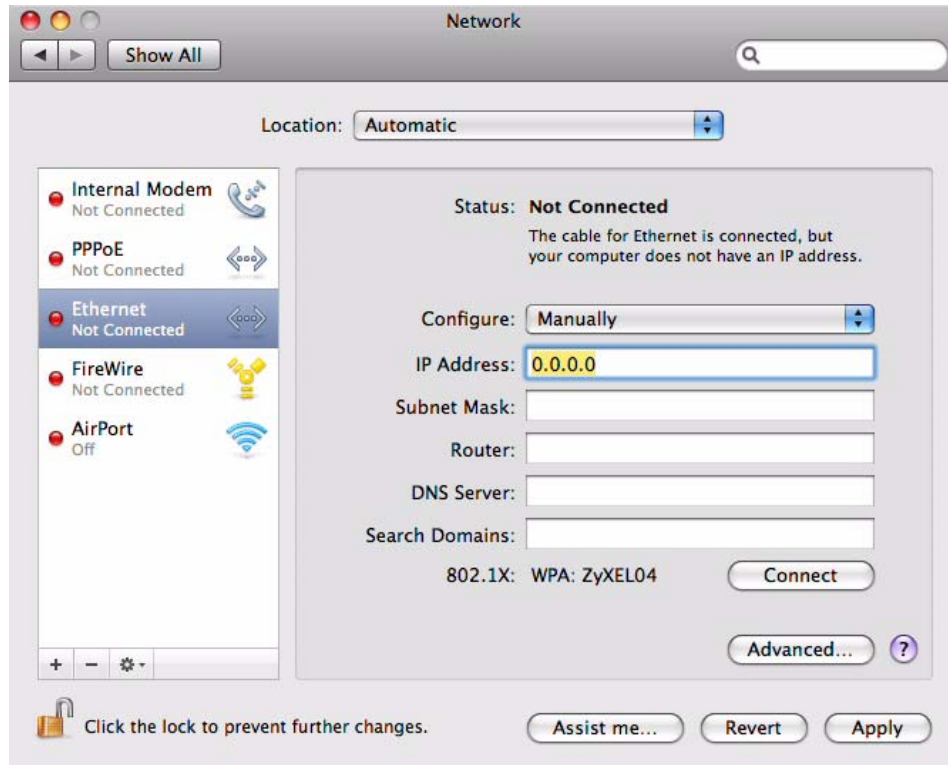 Network
Show All
Location: Automatic
Internal Modem
Not Connected
PPPoE
Not Connected
Ethernet
Not Connected
FireWire
Not Connected
AirPort
Off
Status: Not Connected
The cable for Ethernet is connected, but
your computer does not have an IP address.
Configure: Manually
IP Address: 0.0.0.0
Subnet Mask:
Router:
DNS Server:
Search Domains:
802.1X: WPA: ZyXEL04 Connect
Advanced... ?
Click the lock to prevent further changes.
Assist me... Revert Apply